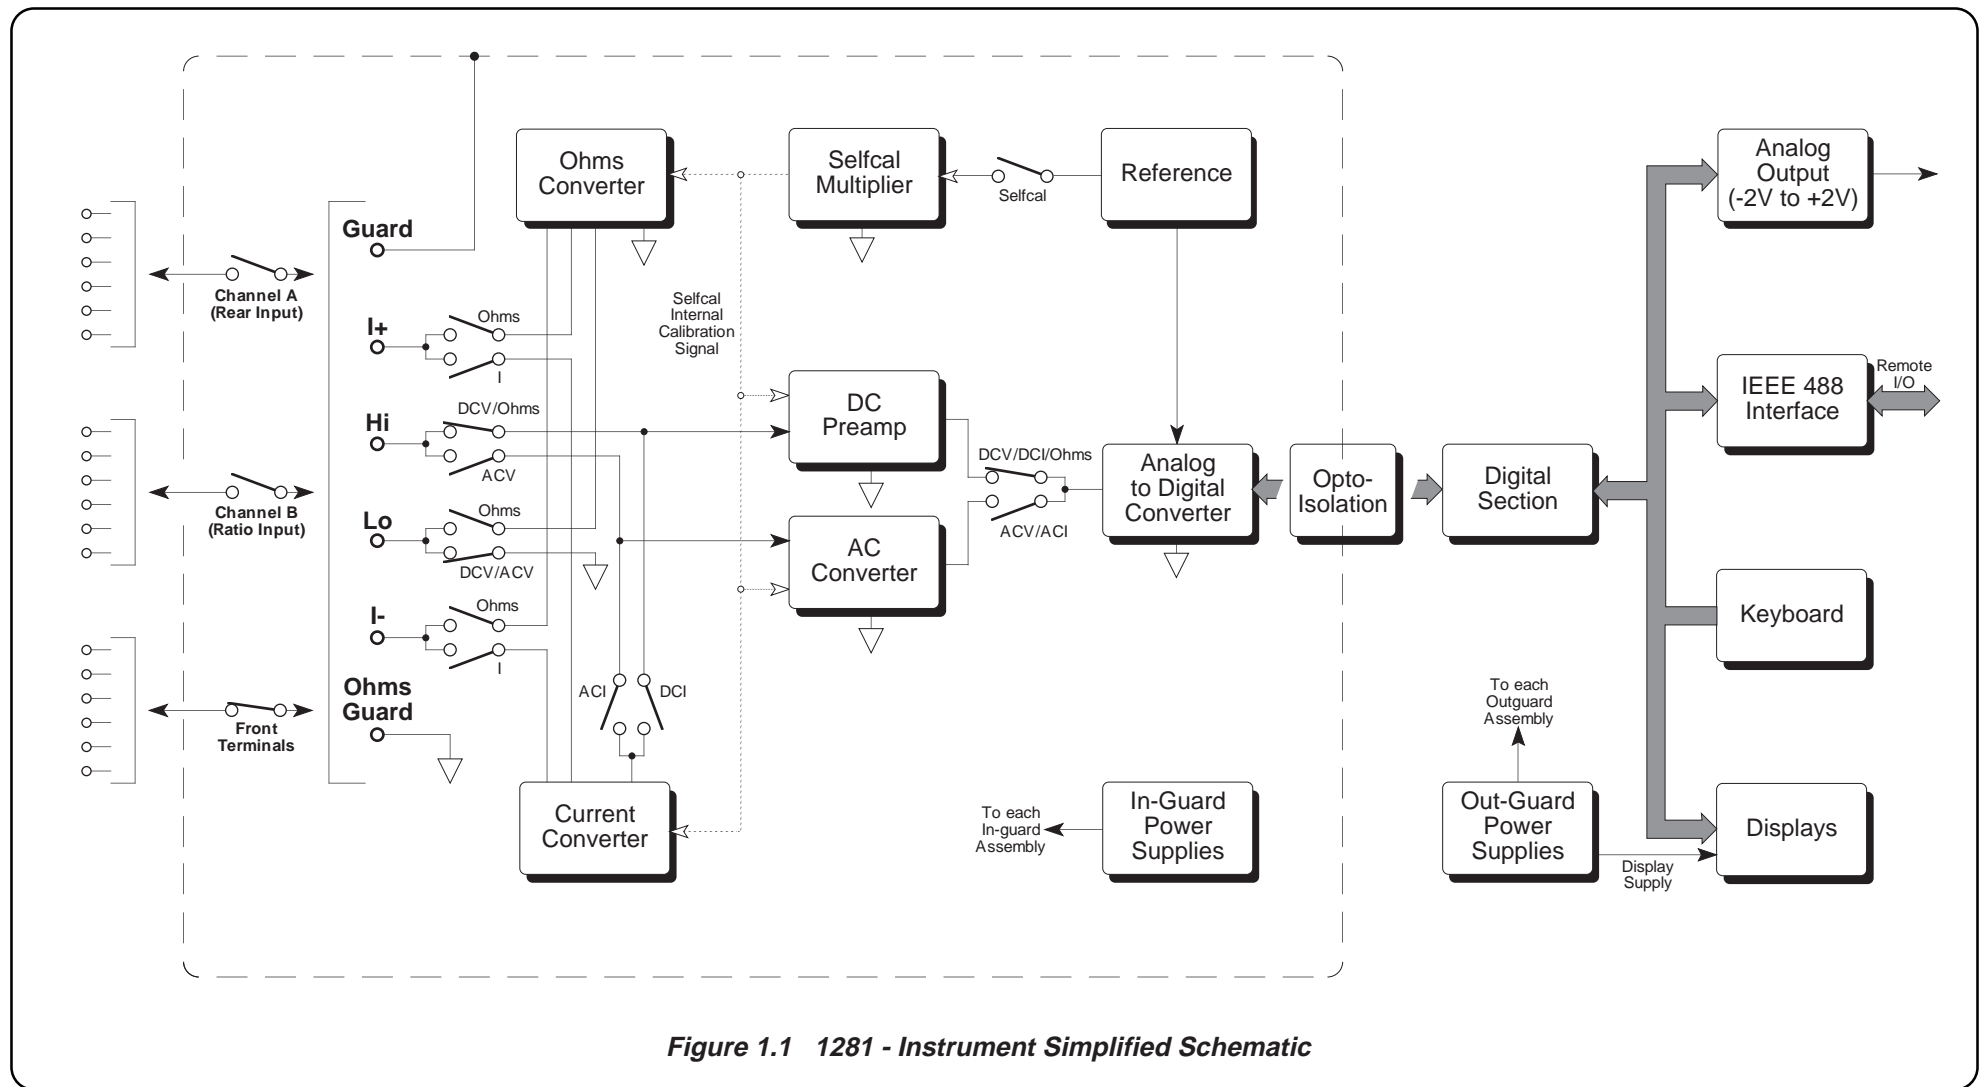 Ohms
Converter
Selfcal
Multiplier
Selfcal
Reference
Analog
Output
(-2V to +2V)
Guard
Channel A
(Rear Input)
I+
Ohms
I
Selfcal
Internal
Calibration
Signal
IEEE 488
Interface
Remote
I/O
Hi
DCV/Ohms
ACV
DC
Preamp
DCV/DCI/Ohms
ACV/ACI
Analog
to Digital
Converter
Opto-
Isolation
Digital
Section
Channel B
(Ratio Input)
Lo
Ohms
DCV/ACV
AC
Converter
I-
Ohms
I
Keyboard
Ohms
Guard
ACI
DCI
Front
Terminals
To each
Outguard
Assembly
Current
Converter
To each
In-guard
Assembly
In-Guard
Power
Supplies
Out-Guard
Power
Supplies
Display
Supply
Displays
Figure 1.1 1281 - Instrument Simplified Schematic